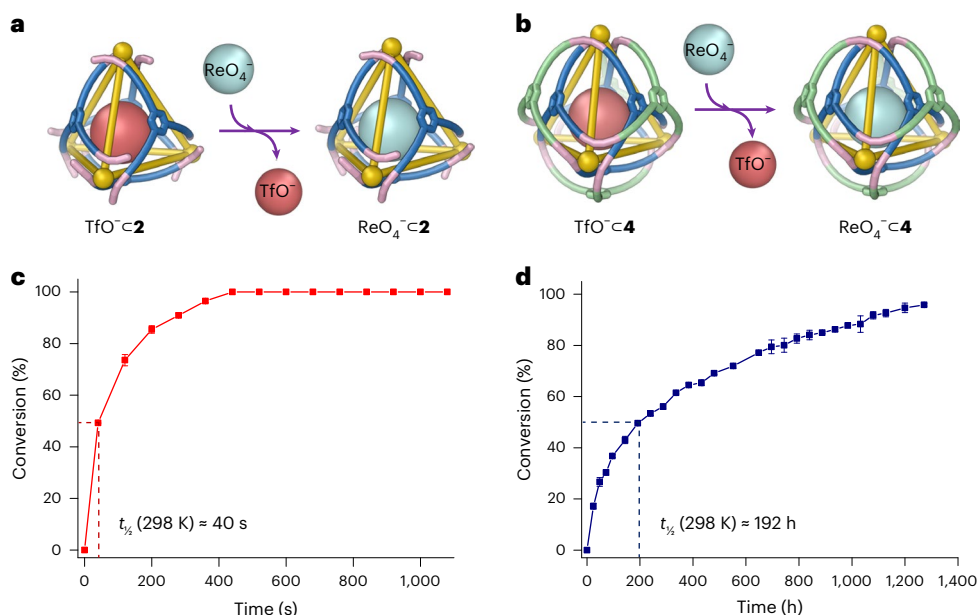 a
ReO₄⁻
TfO⁻
TfO⁻⊂2
ReO₄⁻⊂2
b
ReO₄⁻
TfO⁻
TfO⁻⊂4
ReO₄⁻⊂4
c
Conversion (%)
100
80
60
40
20
0
t½ (298 K) ≈ 40 s
0 200 400 600 800 1,000
Time (s)
d
Conversion (%)
100
80
60
40
20
0
t½ (298 K) ≈ 192 h
0 200 400 600 800 1,000 1,200 1,400
Time (h)